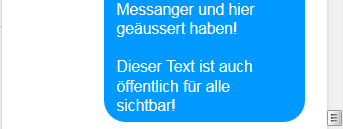 Messanger und hier
geäussert haben!

Dieser Text ist auch
öffentlich für alle
sichtbar!